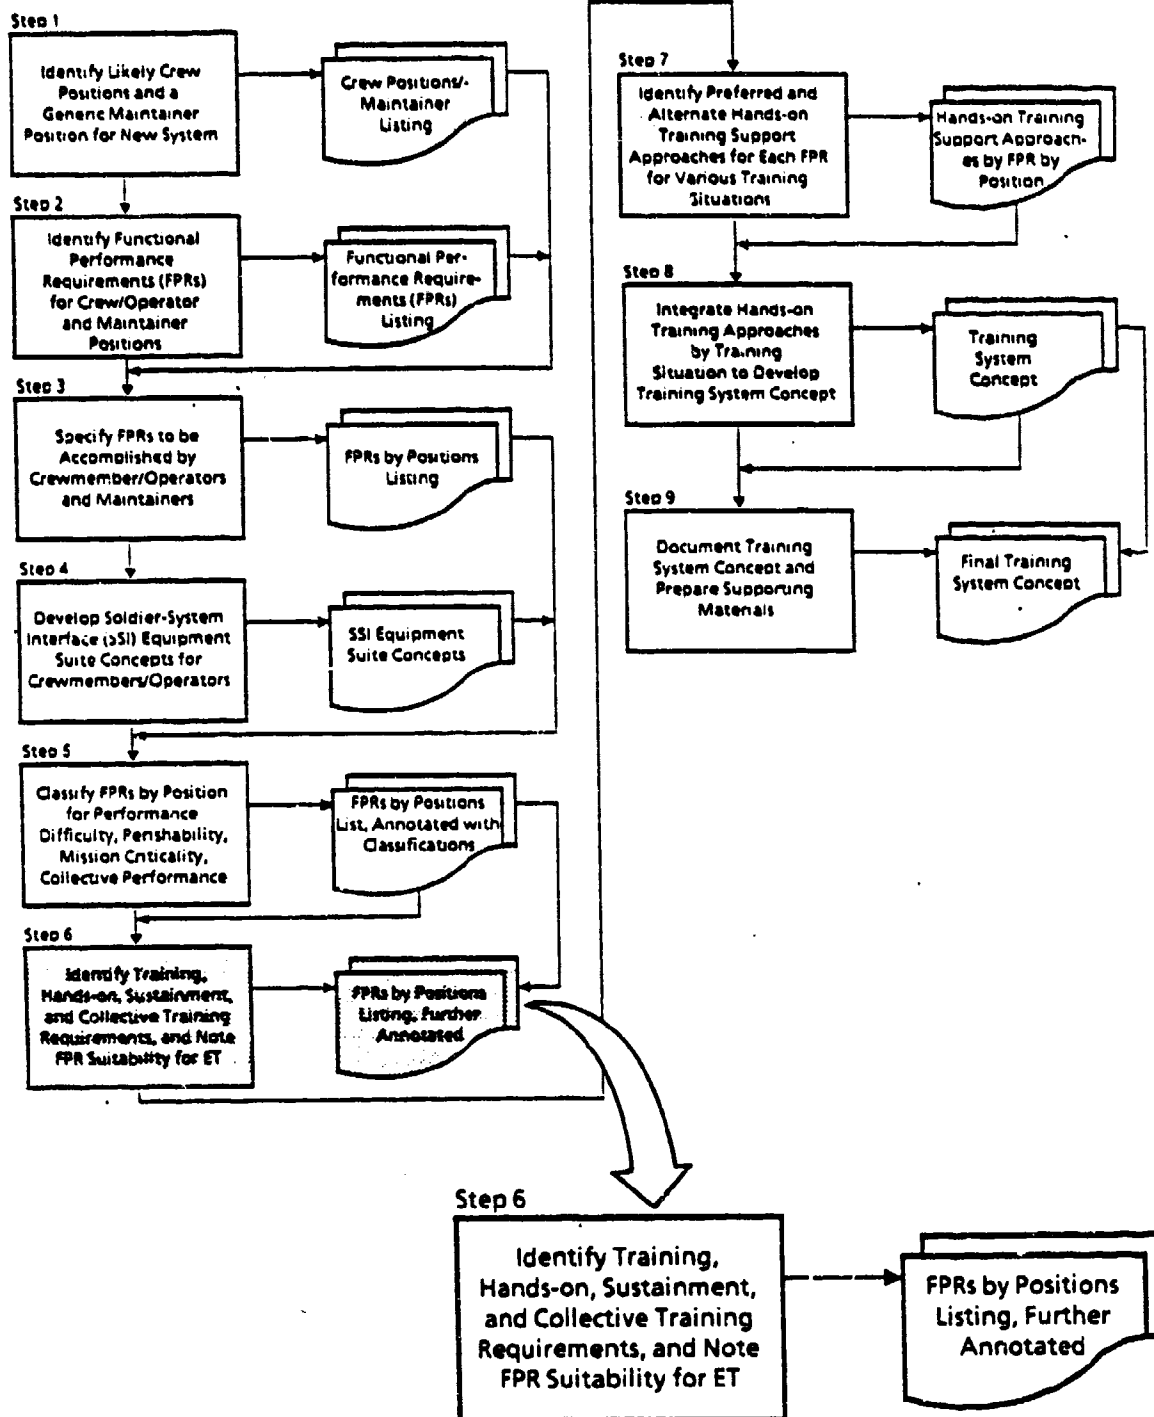 Step 1
Identify Likely Crew
Positions and a
Generic Maintainer
Position for New System
Crew Positions/-
Maintainer
Listing
Step 2
Identify Functional
Performance
Requirements (FPRs)
for Crew/Operator
and Maintainer
Positions
Functional Per-
formance Require-
ments (FPRs)
Listing
Step 3
Specify FPRs to be
Accomplished by
Crewmember/Operators
and Maintainers
FPRs by Positions
Listing
Step 4
Develop Soldier-System
Interface (SSI) Equipment
Suite Concepts for
Crewmembers/Operators
SSI Equipment
Suite Concepts
Step 5
Classify FPRs by Position
for Performance
Difficulty, Perishability,
Mission Criticality,
Collective Performance
FPRs by Positions
List, Annotated with
Classifications
Step 6
Identify Training,
Hands-on, Sustainment,
and Collective Training
Requirements, and Note
FPR Suitability for ET
FPRs by Positions
Listing, Further
Annotated
Step 7
Identify Preferred and
Alternate Hands-on
Training Support
Approaches for Each FPR
for Various Training
Situations
Hands-on Training
Support Approach-
es by FPR by
Position
Step 8
Integrate Hands-on
Training Approaches
by Training
Situation to Develop
Training System Concept
Training
System
Concept
Step 9
Document Training
System Concept and
Prepare Supporting
Materials
Final Training
System Concept
Step 6
Identify Training,
Hands-on, Sustainment,
and Collective Training
Requirements, and Note
FPR Suitability for ET
FPRs by Positions
Listing, Further
Annotated